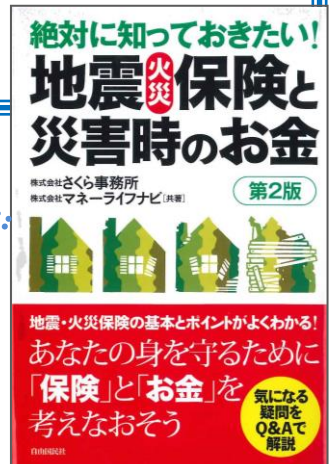 絶対に知っておきたい!
地震火災保険と
災害時のお金
株式会社さくら事務所
株式会社マネーライフナビ[共著]
第2版
地震・火災保険の基本とポイントがよくわかる!
あなたの身を守るために
「保険」と「お金」を
考えなおそう
気になる
疑問を
Q&Aで
解説
自由国民社